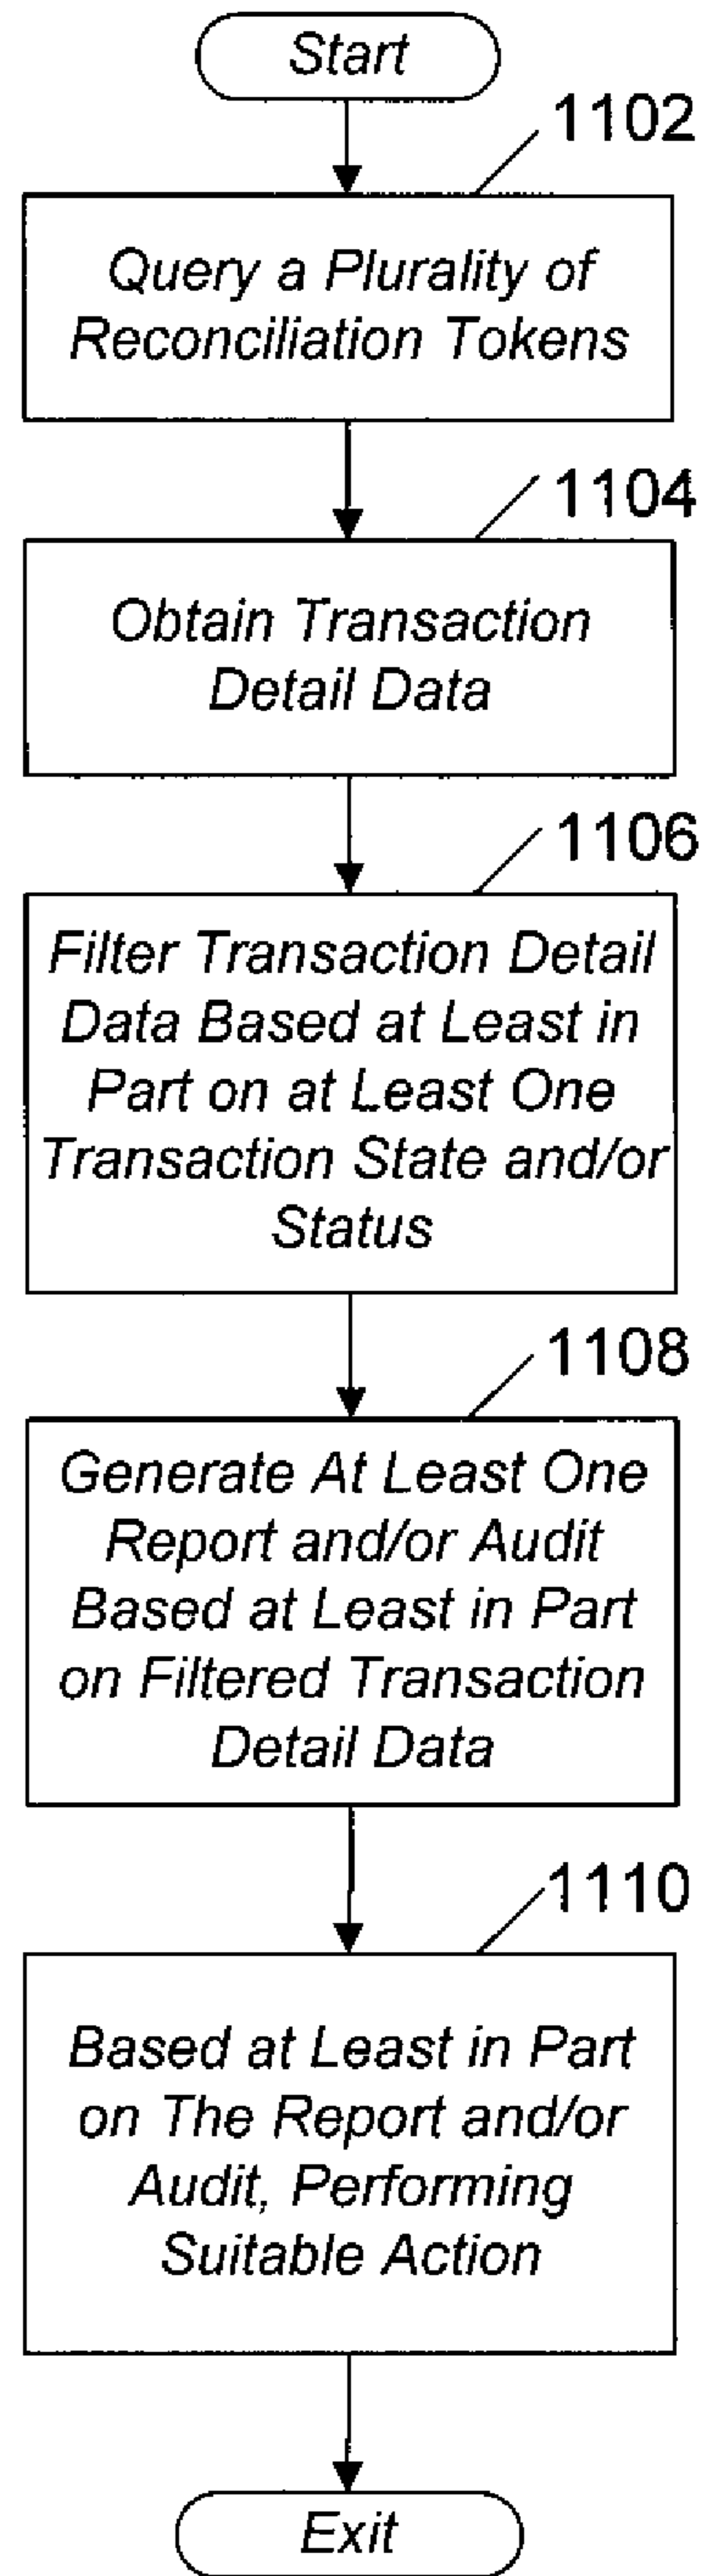 Start
1102
Query a Plurality of
Reconciliation Tokens
1104
Obtain Transaction
Detail Data
1106
Filter Transaction Detail
Data Based at Least in
Part on at Least One
Transaction State and/or
Status
1108
Generate At Least One
Report and/or Audit
Based at Least in Part
on Filtered Transaction
Detail Data
1110
Based at Least in Part
on The Report and/or
Audit, Performing
Suitable Action
Exit